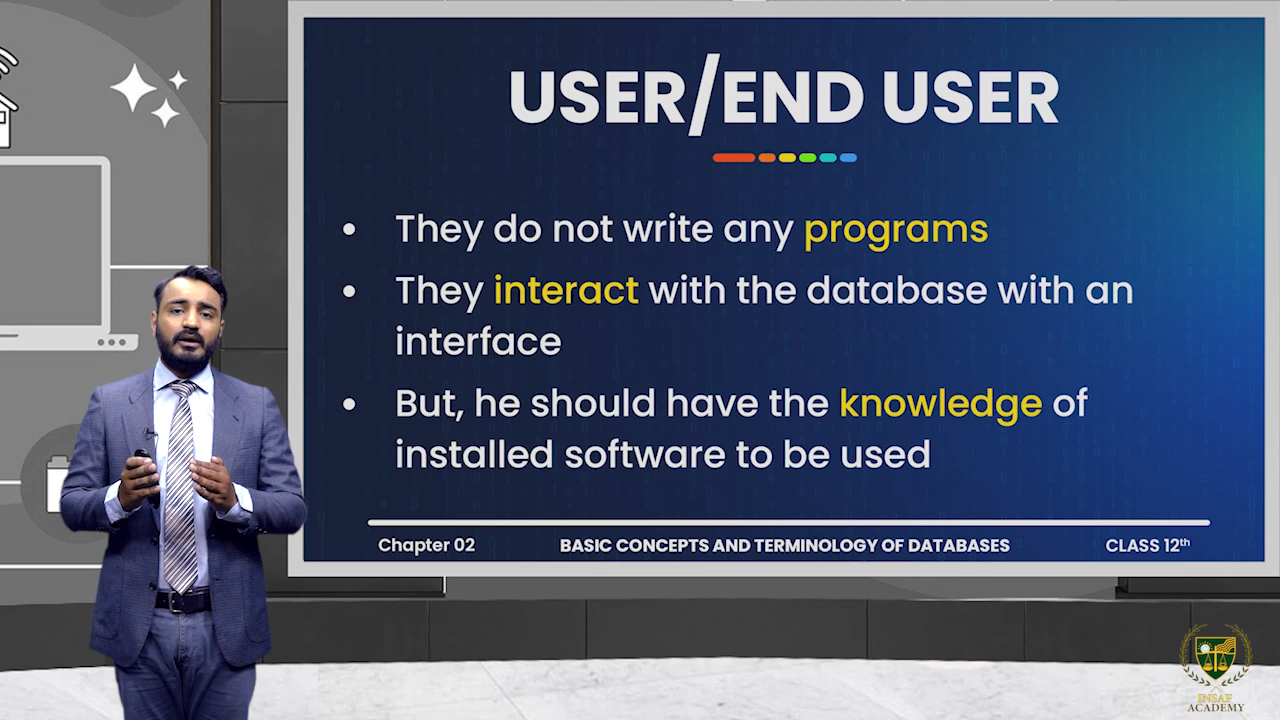 USER/END USER
• They do not write any programs
• They interact with the database with an
interface
• But, he should have the knowledge of
installed software to be used
Chapter 02 BASIC CONCEPTS AND TERMINOLOGY OF DATABASES CLASS 12th
INSAF
ACADEMY